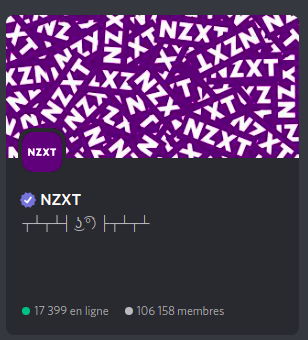 NZXT
NZXT
┬┴┬┴┤ ͜ʖ ͡°) ├┬┴┬┴
17 399 en ligne
106 158 membres